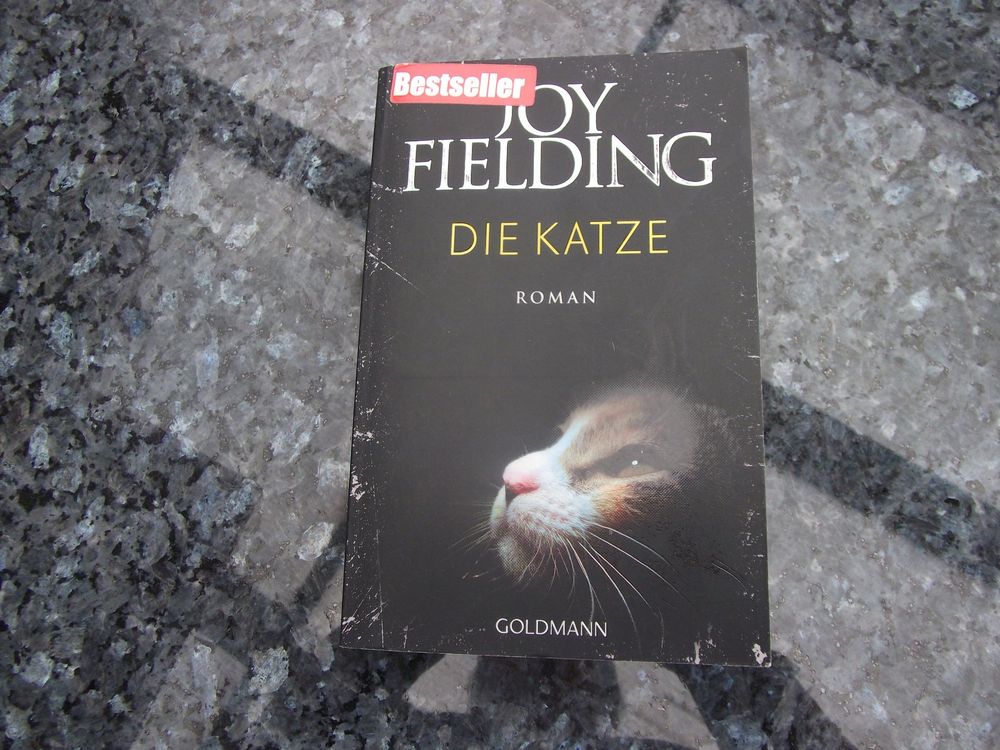 Bestseller
JOY
FIELDING
DIE KATZE
ROMAN
GOLDMANN